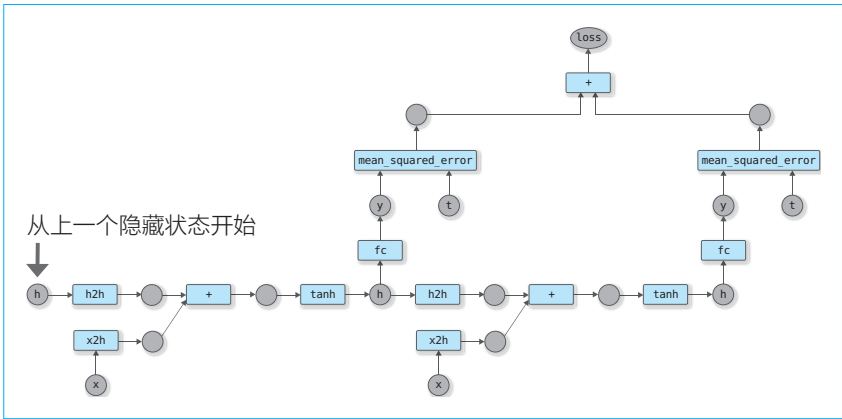 loss
+
mean_squared_error
mean_squared_error
y
t
y
t
从上一个隐藏状态开始
fc
fc
h
h2h
+
tanh
h
h2h
+
tanh
h
x2h
x2h
x
x